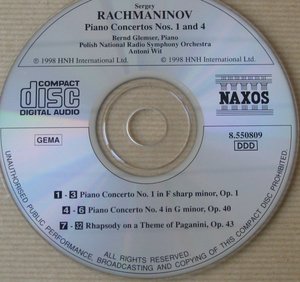 Sergey
RACHMANINOV
Piano Concertos Nos. 1 and 4
Bernd Glemser, Piano
Polish National Radio Symphony Orchestra
Antoni Wit
℗ 1998 HNH International Ltd. © 1998 HNH International Ltd.
COMPACT
disc
DIGITAL AUDIO
NAXOS
GEMA
8.550809
DDD
1 - 3 Piano Concerto No. 1 in F sharp minor, Op. 1
4 - 6 Piano Concerto No. 4 in G minor, Op. 40
7 - 32 Rhapsody on a Theme of Paganini, Op. 43
ALL RIGHTS RESERVED.
UNAUTHORISED PUBLIC PERFORMANCE, BROADCASTING AND COPYING OF THIS COMPACT DISC PROHIBITED.